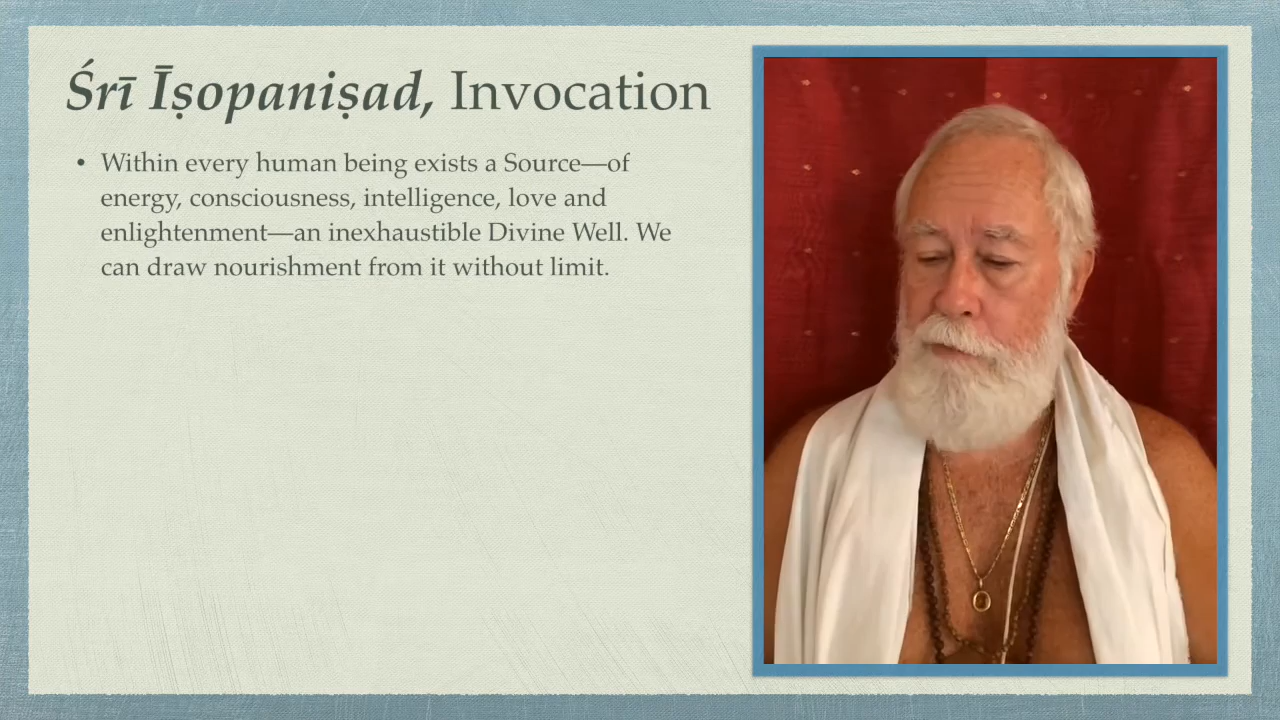 Śrī Īṣopaniṣad, Invocation
• Within every human being exists a Source—of
energy, consciousness, intelligence, love and
enlightenment—an inexhaustible Divine Well. We
can draw nourishment from it without limit.